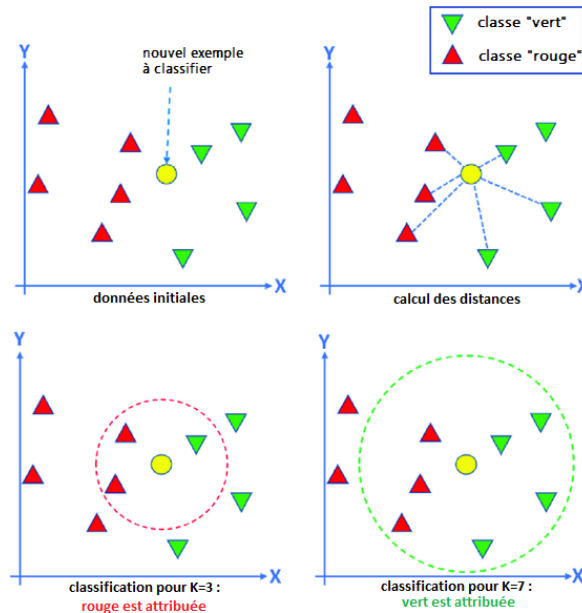 classe "vert"
classe "rouge"
nouvel exemple
à classifier
Y
X
données initiales
Y
X
calcul des distances
Y
X
classification pour K=3 :
rouge est attribuée
Y
X
classification pour K=7 :
vert est attribuée